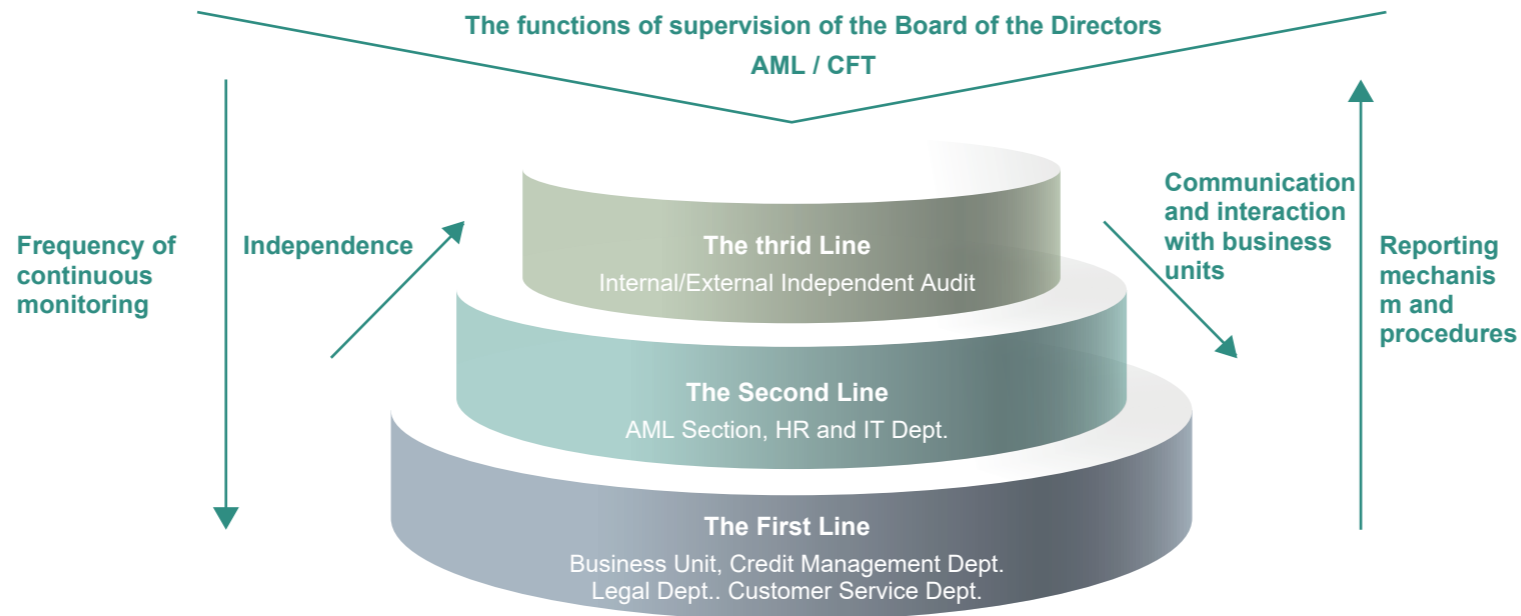 The functions of supervision of the Board of the Directors
AML / CFT
Frequency of
continuous
monitoring
Independence
The thrid Line
Internal/External Independent Audit
The Second Line
AML Section, HR and IT Dept.
The First Line
Business Unit, Credit Management Dept.
Legal Dept.. Customer Service Dept.
Communication
and interaction
with business
units
Reporting
mechanis
m and
procedures